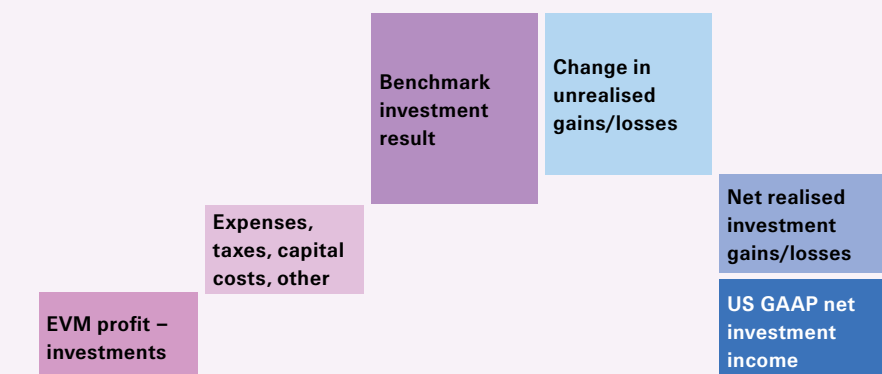 EVM profit –
investments
Expenses,
taxes, capital
costs, other
Benchmark
investment
result
Change in
unrealised
gains/losses
Net realised
investment
gains/losses
US GAAP net
investment
income